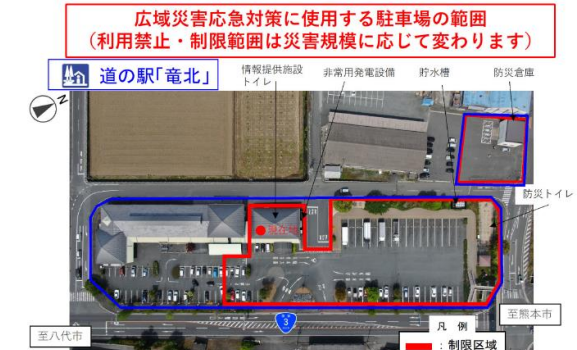 広域災害応急対策に使用する駐車場の範囲
(利用禁止・制限範囲は災害規模に応じて変わります)
道の駅「竜北」
情報提供施設
トイレ
非常用発電設備
貯水槽
防災倉庫
N
防災トイレ
現在地
3
至八代市
至熊本市
凡 例
:制限区域